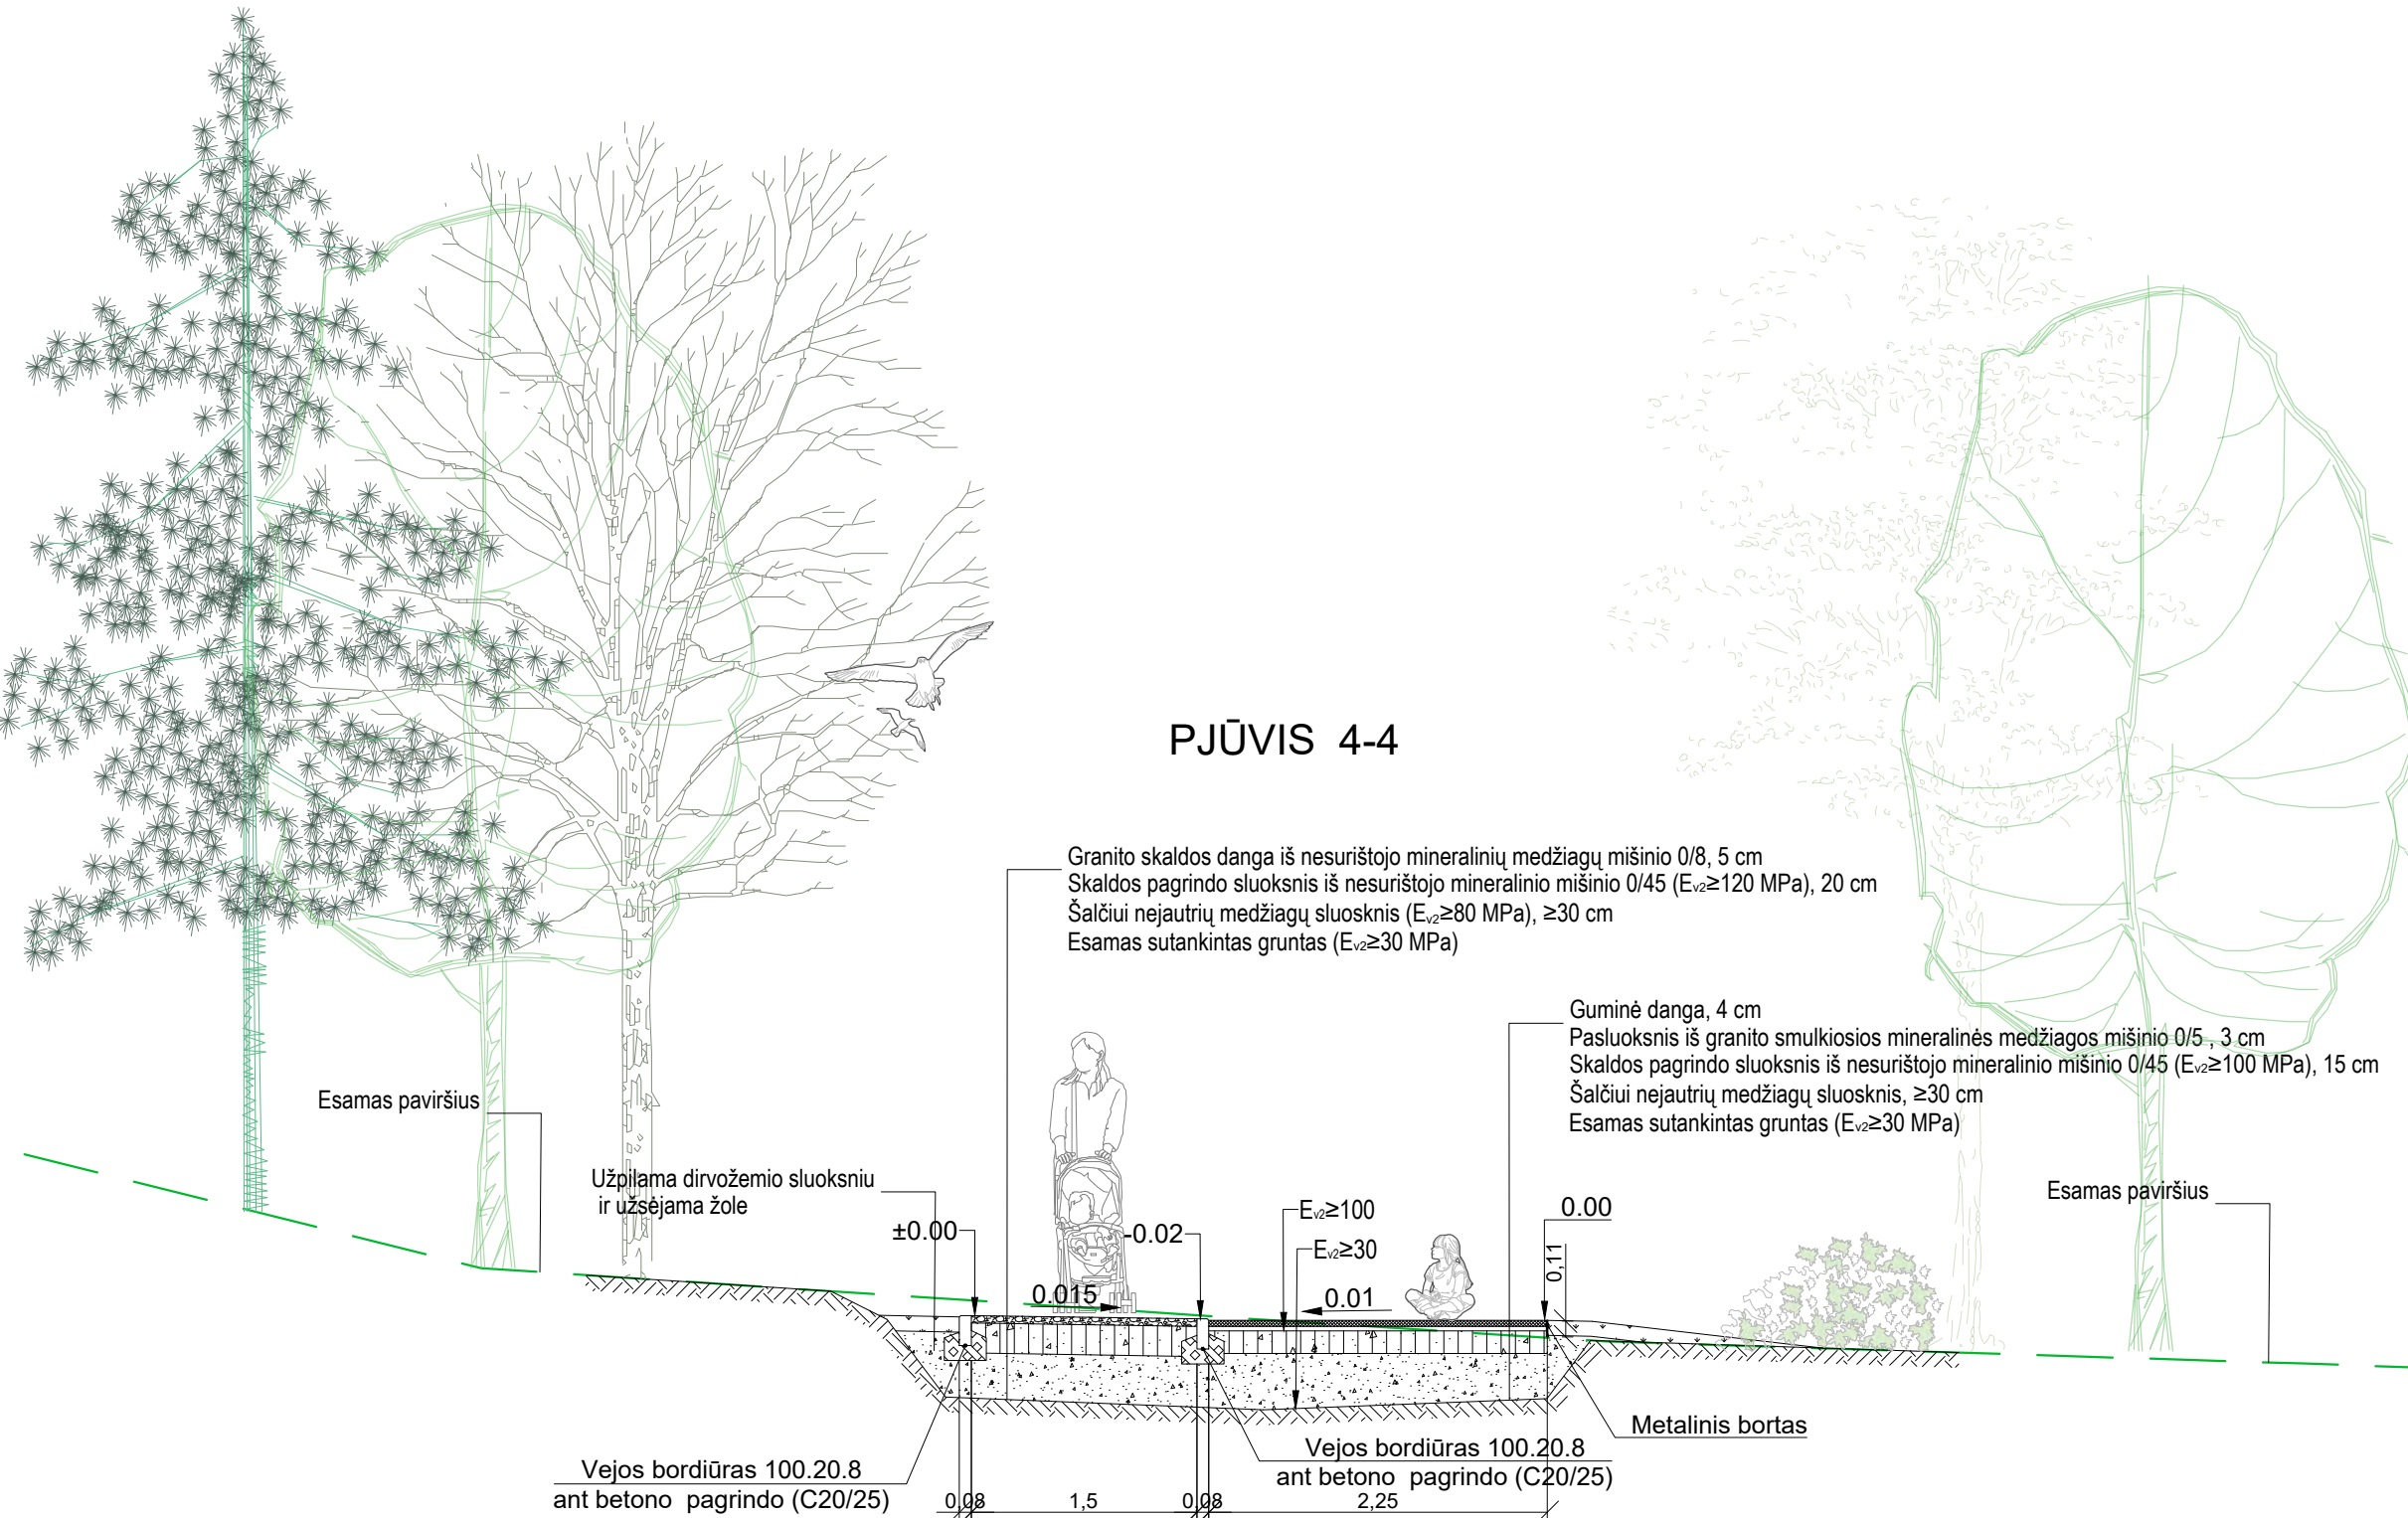 PJŪVIS 4-4
Granito skaldos danga iš nesurištojo mineralinių medžiagų mišinio 0/8, 5 cm
Skaldos pagrindo sluoksnis iš nesurištojo mineralinio mišinio 0/45 (Ev2≥120 MPa), 20 cm
Šalčiui nejautrių medžiagų sluosknis (Ev2≥80 MPa), ≥30 cm
Esamas sutankintas gruntas (Ev2≥30 MPa)
Guminė danga, 4 cm
Pasluoksnis iš granito smulkiosios mineralinės medžiagos mišinio 0/5 , 3 cm
Skaldos pagrindo sluoksnis iš nesurištojo mineralinio mišinio 0/45 (Ev2≥100 MPa), 15 cm
Šalčiui nejautrių medžiagų sluosknis, ≥30 cm
Esamas sutankintas gruntas (Ev2≥30 MPa)
Esamas paviršius
Užpilama dirvožemio sluoksniu
ir užsėjama žole
±0.00
-0.02
Ev2≥100
Ev2≥30
0.00
0,11
Esamas paviršius
0.015
0.01
Metalinis bortas
Vejos bordiūras 100.20.8
ant betono pagrindo (C20/25)
Vejos bordiūras 100.20.8
ant betono pagrindo (C20/25)
0,08
1,5
0,08
2,25